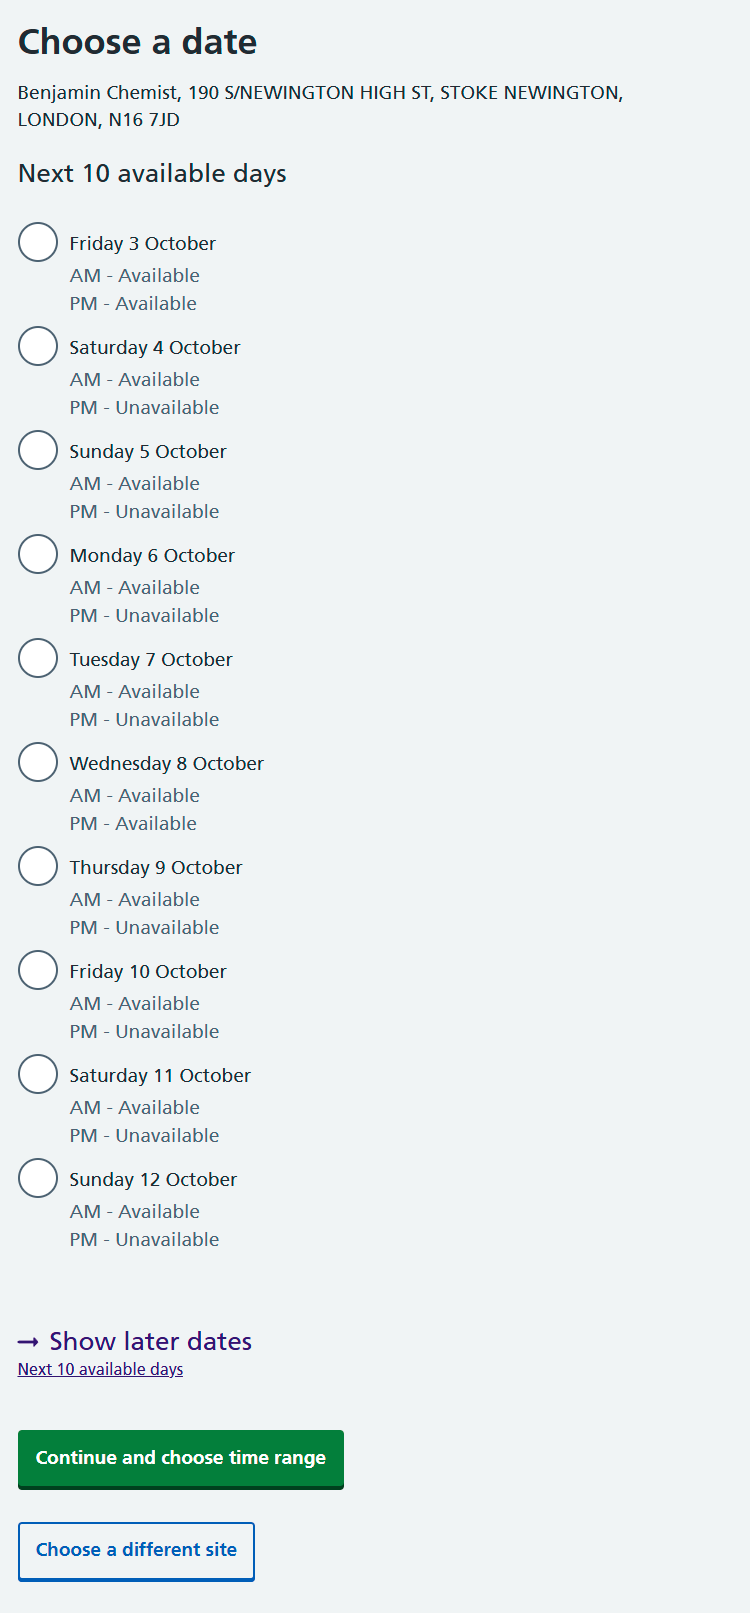 Choose a date
Benjamin Chemist, 190 S/NEWINGTON HIGH ST, STOKE NEWINGTON,
LONDON, N16 7JD
Next 10 available days
Friday 3 October
AM - Available
PM - Available
Saturday 4 October
AM - Available
PM - Unavailable
Sunday 5 October
AM - Available
PM - Unavailable
Monday 6 October
AM - Available
PM - Unavailable
Tuesday 7 October
AM - Available
PM - Unavailable
Wednesday 8 October
AM - Available
PM - Available
Thursday 9 October
AM - Available
PM - Unavailable
Friday 10 October
AM - Available
PM - Unavailable
Saturday 11 October
AM - Available
PM - Unavailable
Sunday 12 October
AM - Available
PM - Unavailable
→ Show later dates
Next 10 available days
Continue and choose time range
Choose a different site